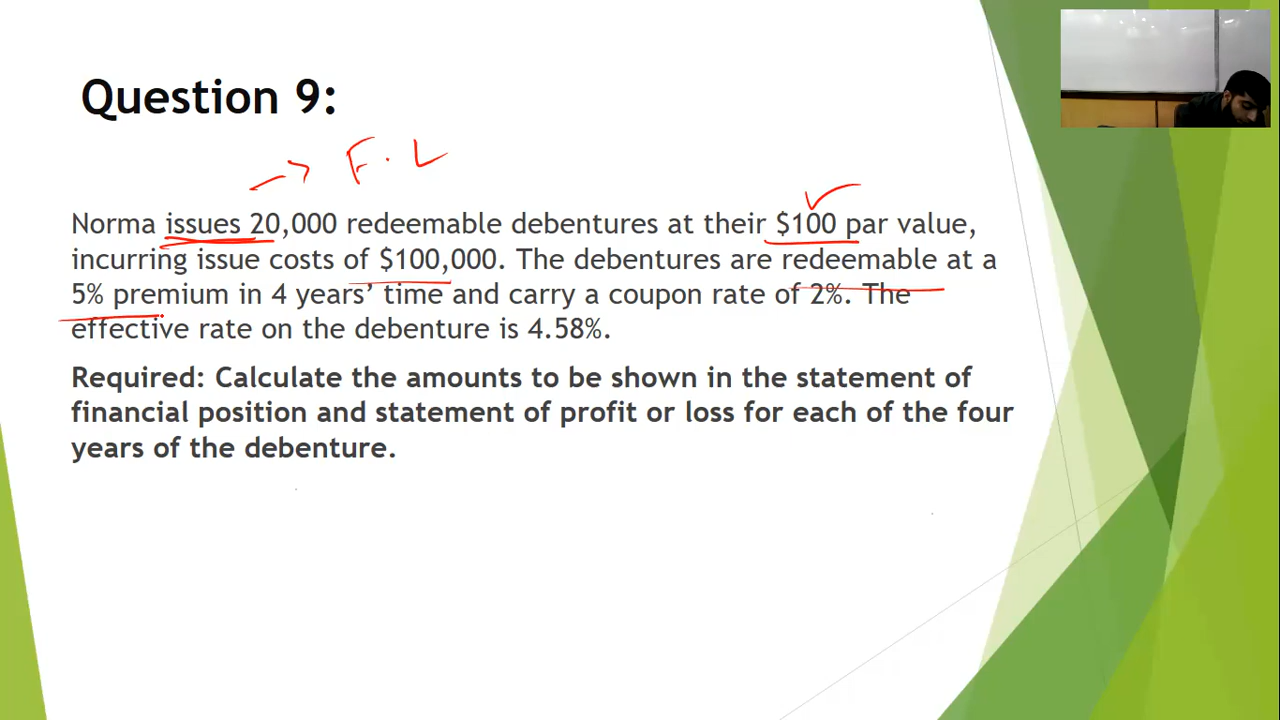 Question 9:
F. L
Norma issues 20,000 redeemable debentures at their $100 par value,
incurring issue costs of $100,000. The debentures are redeemable at a
5% premium in 4 years’ time and carry a coupon rate of 2%. The
effective rate on the debenture is 4.58%.
Required: Calculate the amounts to be shown in the statement of
financial position and statement of profit or loss for each of the four
years of the debenture.